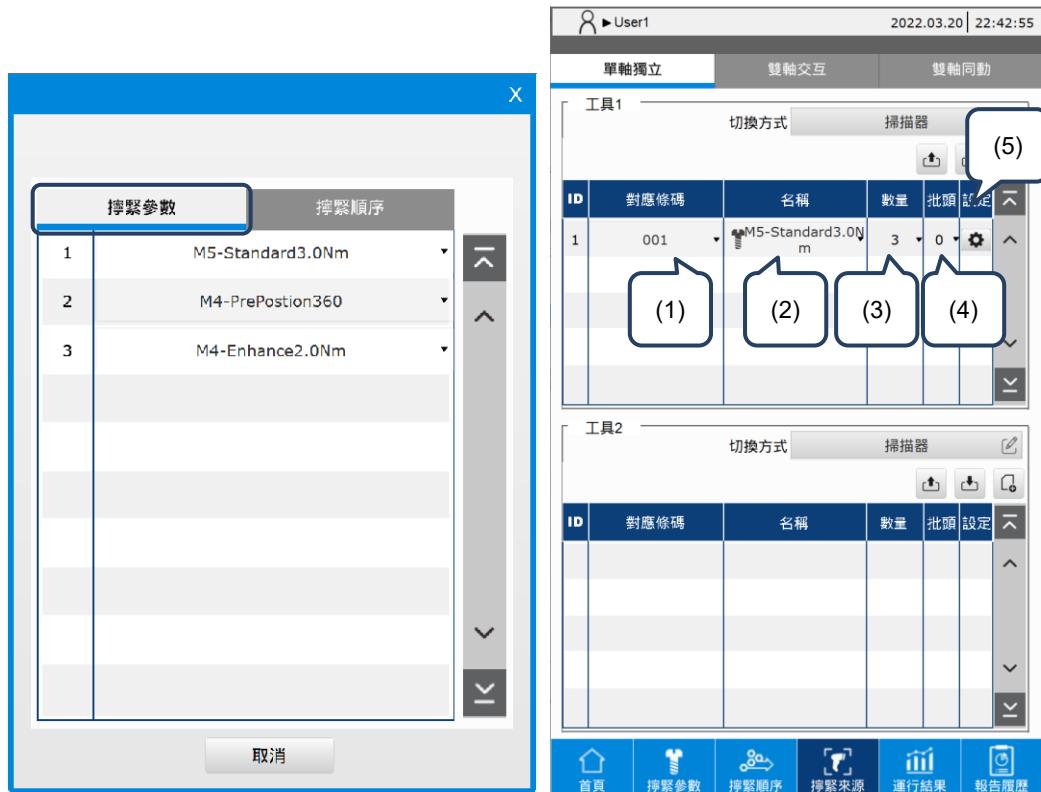 X
擰緊參數 擰緊順序
1 M5-Standard3.0Nm
2 M4-PrePostion360
3 M4-Enhance2.0Nm
取消
User1 2022.03.20 22:42:55
單軸獨立 雙軸交互 雙軸同動
工具1
切換方式 掃描器
(5)
ID 對應條碼 名稱 數量 批頭 設定
1 001 M5-Standard3.0N
m 3 0
(1) (2) (3) (4)
工具2
切換方式 掃描器
ID 對應條碼 名稱 數量 批頭 設定
首頁 擰緊參數 擰緊順序 擰緊來源 運行結果 報告履歷